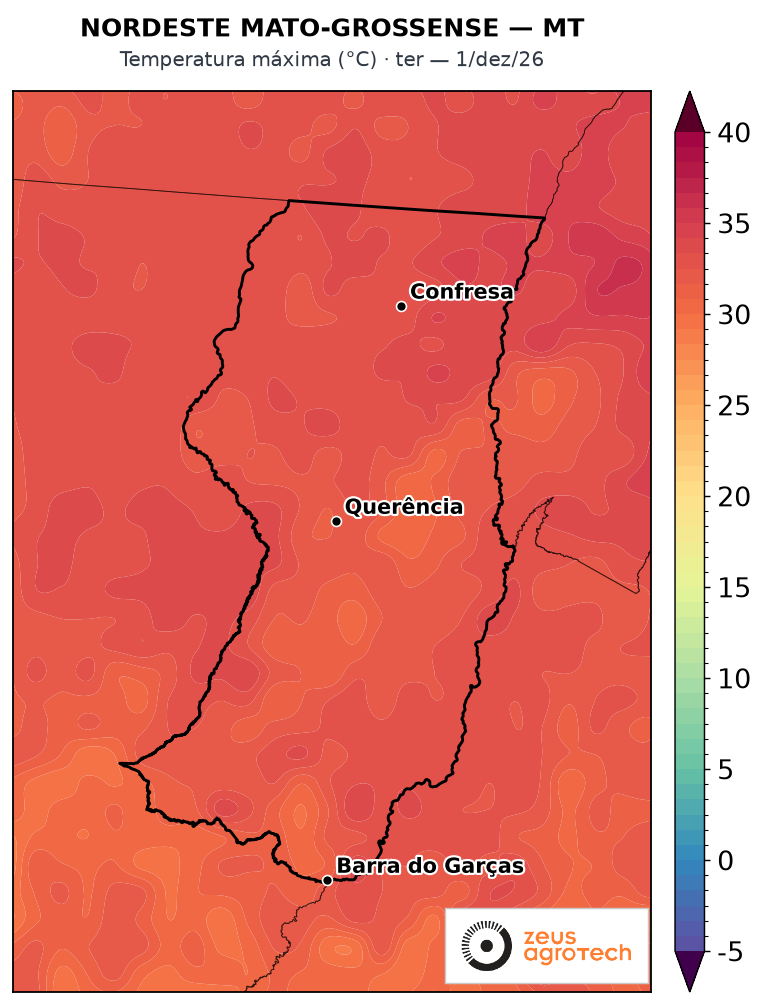 NORDESTE MATO-GROSSENSE — MT
Temperatura máxima (°C) · ter — 1/dez/26
Confresa
Querência
Barra do Garças
zeus
agrotech
40
35
30
25
20
15
10
5
0
-5